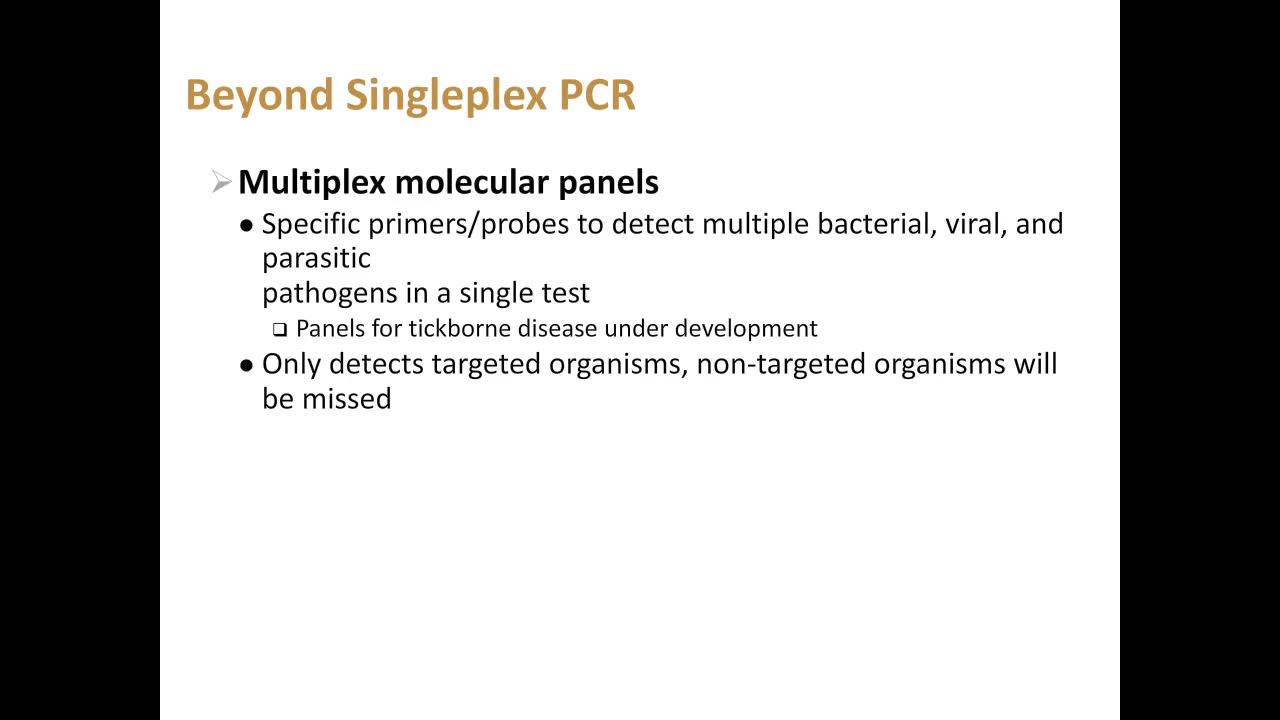 Beyond Singleplex PCR
Multiplex molecular panels
Specific primers/probes to detect multiple bacterial, viral, and
parasitic
pathogens in a single test
Panels for tickborne disease under development
Only detects targeted organisms, non-targeted organisms will
be missed